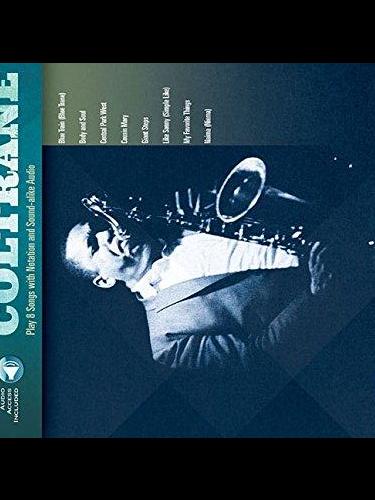 COLTRANE
Play 8 Songs with Notation and Sound-alike Audio
AUDIO
ACCESS
INCLUDED
Blue Train (Blue Trane)
Body and Soul
Central Park West
Cousin Mary
Giant Steps
Like Sonny (Simple Like)
My Favorite Things
Naima (Niema)